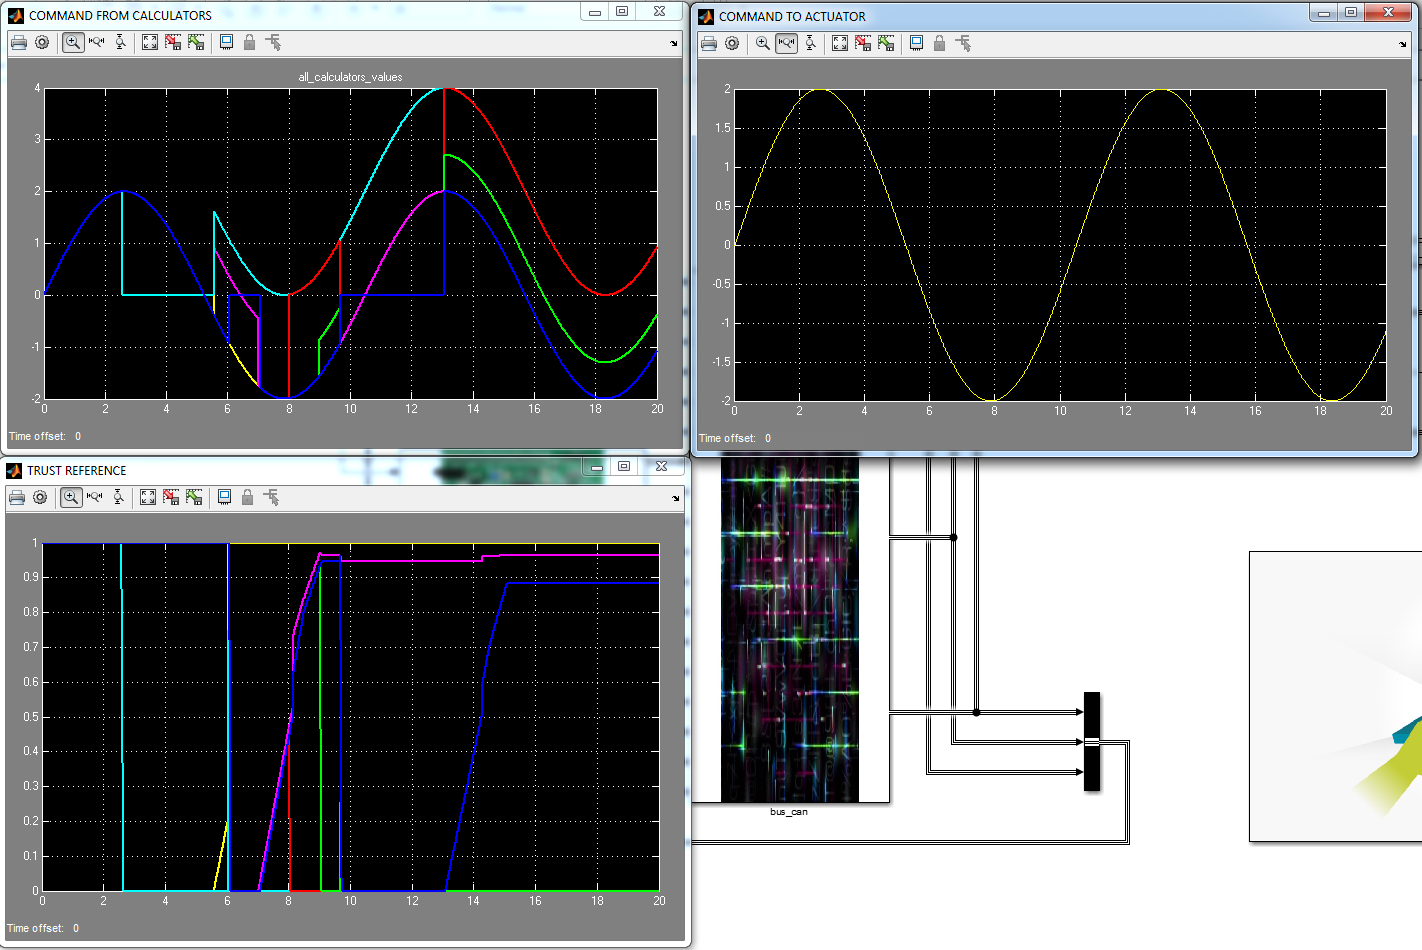 COMMAND FROM CALCULATORS
all_calculators_values
4
3
2
1
0
-1
-2
0 2 4 6 8 10 12 14 16 18 20
Time offset: 0
COMMAND TO ACTUATOR
2
1.5
1
0.5
0
-0.5
-1
-1.5
-2
0 2 4 6 8 10 12 14 16 18 20
Time offset: 0
TRUST REFERENCE
1
0.9
0.8
0.7
0.6
0.5
0.4
0.3
0.2
0.1
0
0 2 4 6 8 10 12 14 16 18 20
Time offset: 0
bus_can